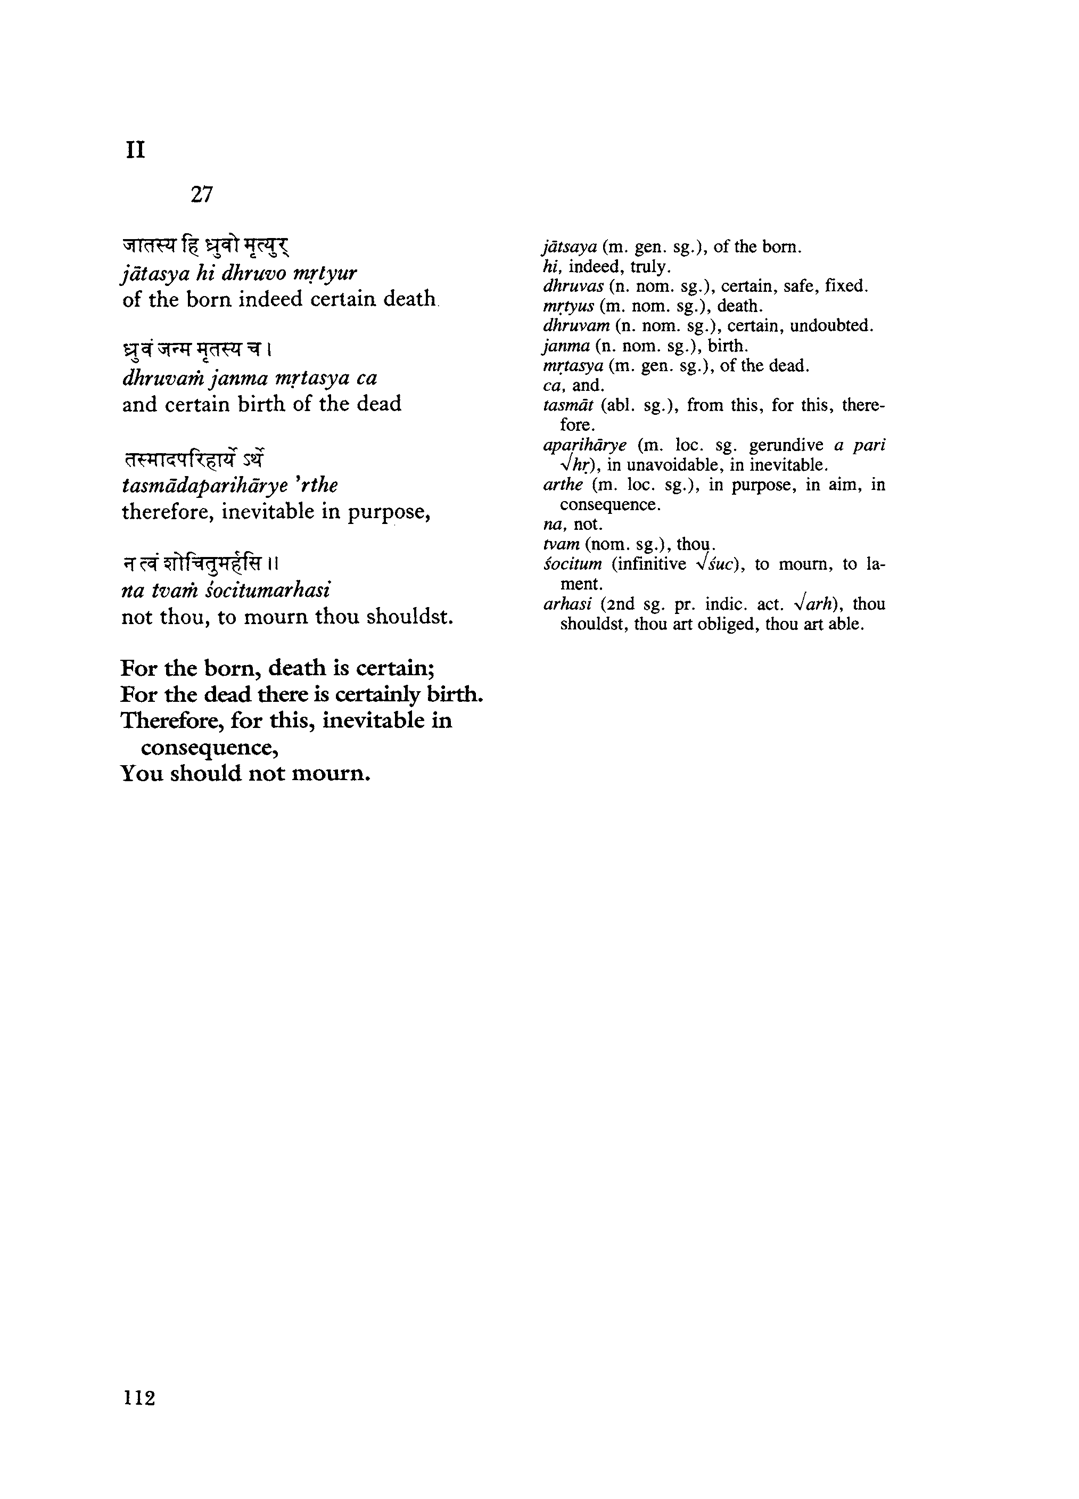 II
27
जातस्य हि ध्रुवो मृत्युर्
jātasya hi dhruvo mṛtyur
of the born indeed certain death
ध्रुवं जन्म मृतस्य च ।
dhruvaṁ janma mṛtasya ca
and certain birth of the dead
तस्मादपरिहार्ये ऽर्थे
tasmādaparihārye 'rthe
therefore, inevitable in purpose,
न त्वं शोचितुमर्हसि ॥
na tvaṁ śocitumarhasi
not thou, to mourn thou shouldst.
For the born, death is certain;
For the dead there is certainly birth.
Therefore, for this, inevitable in
consequence,
You should not mourn.
jātsaya (m. gen. sg.), of the born.
hi, indeed, truly.
dhruvas (n. nom. sg.), certain, safe, fixed.
mṛtyus (m. nom. sg.), death.
dhruvam (n. nom. sg.), certain, undoubted.
janma (n. nom. sg.), birth.
mṛtasya (m. gen. sg.), of the dead.
ca, and.
tasmāt (abl. sg.), from this, for this, there-
fore.
aparihārye (m. loc. sg. gerundive a pari
√hṛ), in unavoidable, in inevitable.
arthe (m. loc. sg.), in purpose, in aim, in
consequence.
na, not.
tvam (nom. sg.), thou.
śocitum (infinitive √śuc), to mourn, to la-
ment.
arhasi (2nd sg. pr. indic. act. √arh), thou
shouldst, thou art obliged, thou art able.
112